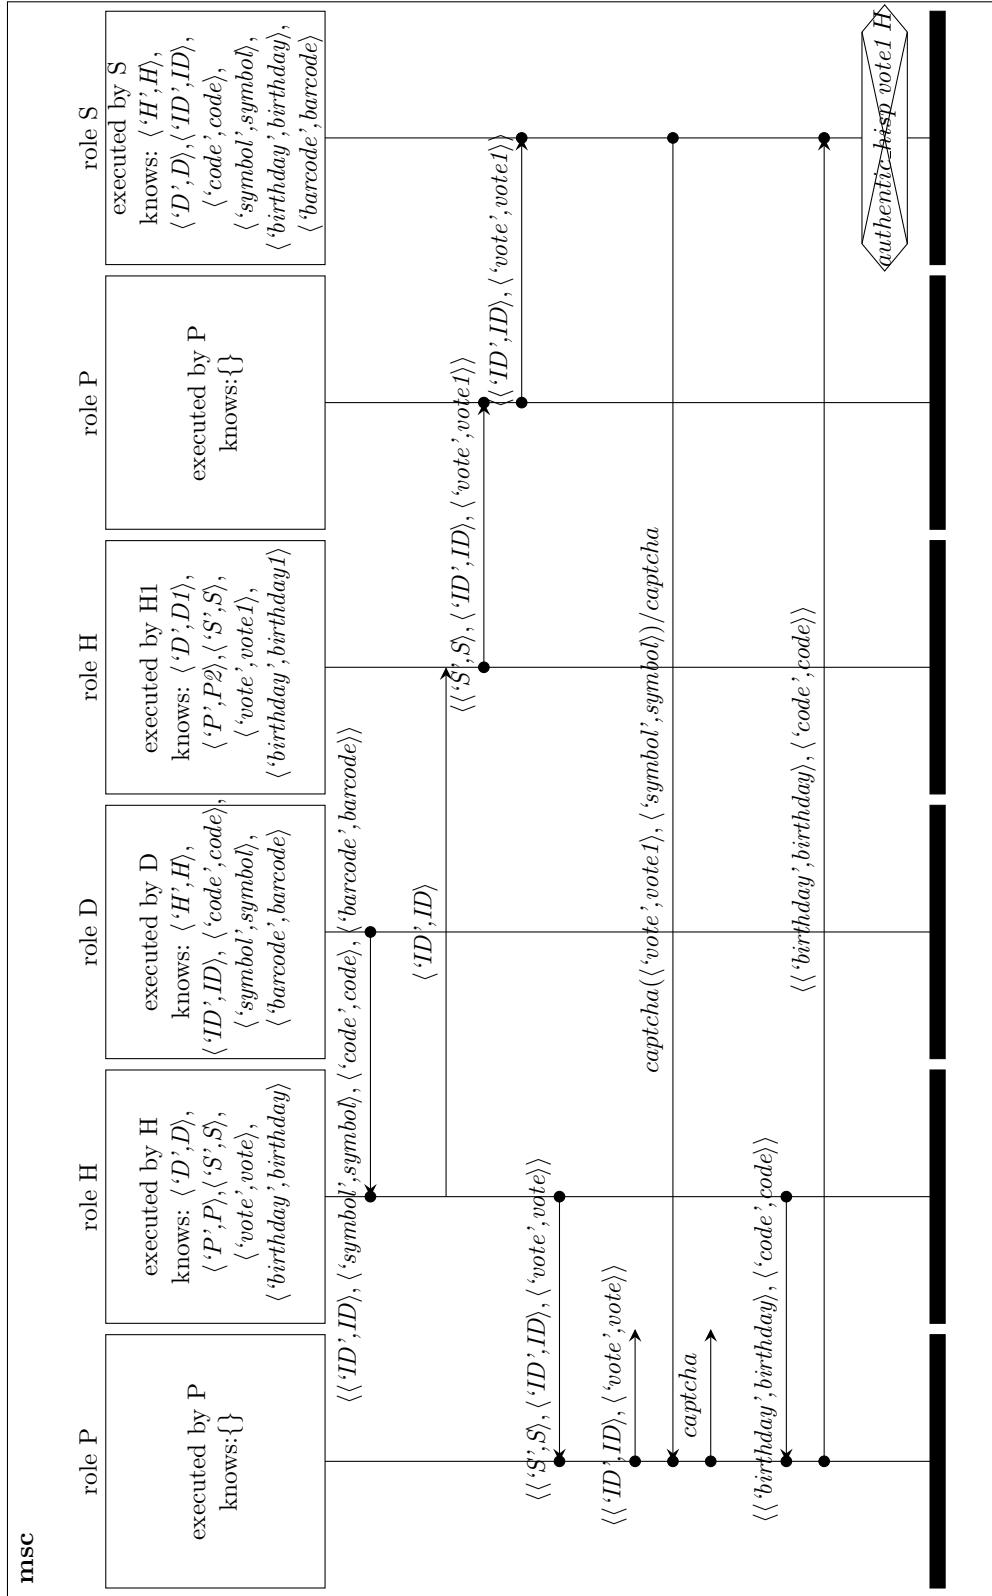 msc
role P
executed by P
knows:{}
role H
executed by H
knows: ⟨‘D’,D⟩,
⟨‘P’,P⟩,⟨‘S’,S⟩,
⟨‘vote’,vote⟩,
⟨‘birthday’,birthday⟩
role D
executed by D
knows: ⟨‘H’,H⟩,
⟨‘ID’,ID⟩, ⟨‘code’,code⟩,
⟨‘symbol’,symbol⟩,
⟨‘barcode’,barcode⟩
role H
executed by H1
knows: ⟨‘D’,D1⟩,
⟨‘P’,P2⟩,⟨‘S’,S⟩,
⟨‘vote’,vote1⟩,
⟨‘birthday’,birthday1⟩
role P
executed by P
knows:{}
role S
executed by S
knows: ⟨‘H’,H⟩,
⟨‘D’,D⟩,⟨‘ID’,ID⟩
⟨‘code’,code⟩,
⟨‘symbol’,symbol⟩,
⟨‘birthday’,birthday⟩
⟨‘barcode’,barcode⟩
⟨⟨‘ID’,ID⟩, ⟨‘symbol’,symbol⟩, ⟨‘code’,code⟩, ⟨‘barcode’,barcode⟩⟩
⟨‘ID’,ID⟩
⟨⟨‘S’,S⟩, ⟨‘ID’,ID⟩, ⟨‘vote’,vote1⟩⟩
⟨⟨‘ID’,ID⟩, ⟨‘vote’,vote1⟩⟩
⟨⟨‘S’,S⟩, ⟨‘ID’,ID⟩, ⟨‘vote’,vote⟩⟩
⟨⟨‘ID’,ID⟩, ⟨‘vote’,vote⟩⟩
captcha(⟨‘vote’,vote1⟩, ⟨‘symbol’,symbol⟩)/captcha
captcha
⟨⟨‘birthday’,birthday⟩, ⟨‘code’,code⟩⟩
⟨⟨‘birthday’,birthday⟩, ⟨‘code’,code⟩⟩
authentic_hisp vote1 H